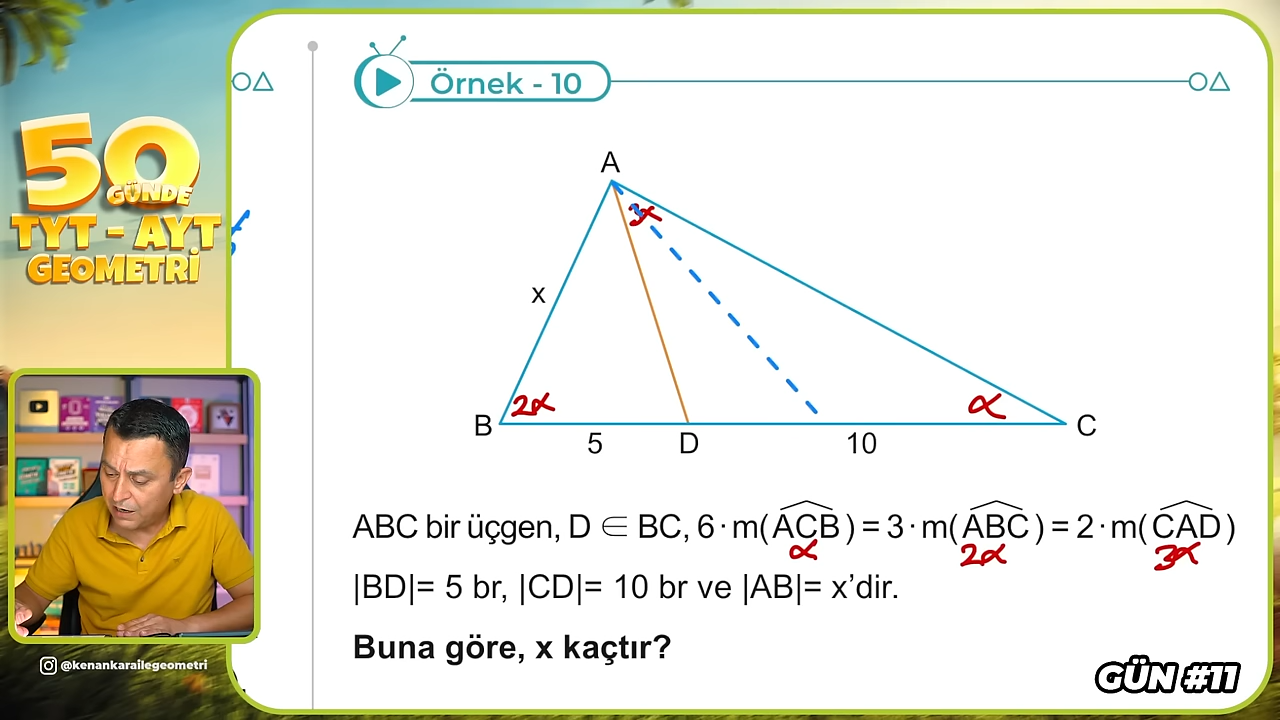 Örnek - 10
50
GÜNDE
TYT - AYT
GEOMETRİ
A
3α
x
B
2α
5
D
10
α
C
ABC bir üçgen, D ∈ BC, 6·m(ACB) = 3·m(ABC) = 2·m(CAD)
α 2α 3α
|BD|= 5 br, |CD|= 10 br ve |AB|= x'dir.
Buna göre, x kaçtır?
@kenankarailegeometri
GÜN #11